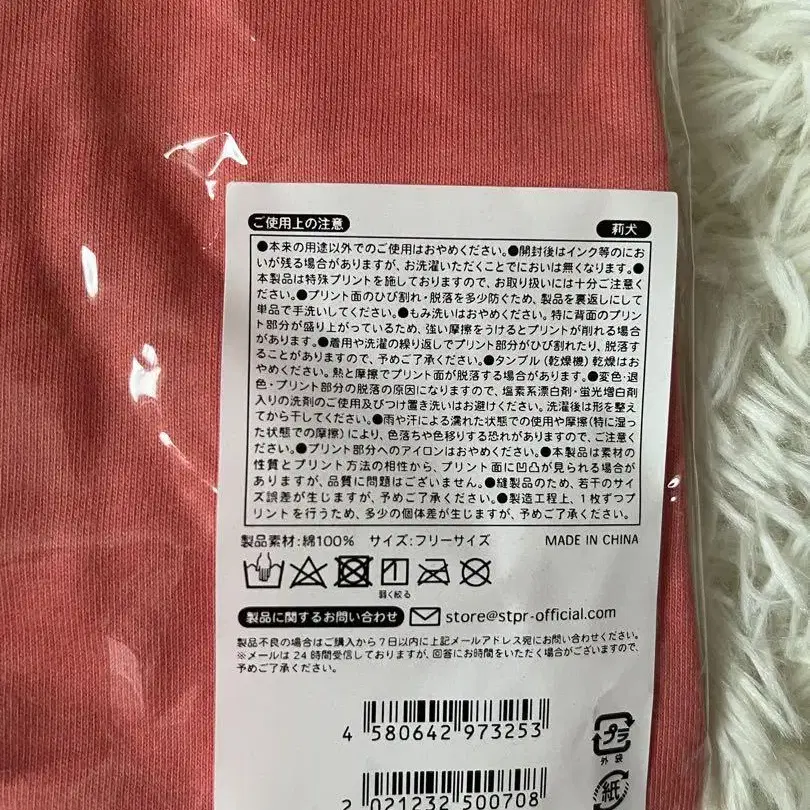 ご使用上の注意
莉犬
●本来の用途以外でのご使用はおやめください。●開封後はインク等のにお
いが残る場合がありますが、お洗濯いただくことでにおいは無くなります。●
本製品は特殊プリントを施しておりますので、お取り扱いには十分ご注意く
ださい。●プリント面のひび割れ・脱落を多少防ぐため、製品を裏返しにして
単品で手洗いしてください。●もみ洗いはおやめください。特に背面のプリン
ト部分が盛り上がっているため、強い摩擦をうけるとプリントが削れる場合
があります。●着用や洗濯の繰り返しでプリント部分がひび割れたり、脱落す
ることがありますので、予めご了承ください。●タンブル(乾燥機)乾燥はお
やめください。熱と摩擦でプリント面が脱落する場合があります。●変色・退
色・プリント部分の脱落の原因になりますので、塩素系漂白剤・蛍光増白剤
入りの洗剤のご使用及びつけ置き洗いはお避けください。洗濯後は形を整え
てから干してください。●雨や汗による濡れた状態での使用や摩擦(特に湿っ
た状態での摩擦)により、色落ちや色移りする恐れがありますので、ご注意く
ださい。●プリント部分へのアイロンはおやめください。●本製品は素材の
性質とプリント方法の相性から、プリント面に凹凸が見られる場合があり
ますが、品質に問題はございません。●縫製品のため、若干のサイ
ズ誤差が生じますが、予めご了承ください。●製造工程上、1枚ずつプ
リントを行うため、多少の個体差が生じますが、予めご了承ください。
製品素材:綿100% サイズ:フリーサイズ MADE IN CHINA
弱く絞る
製品に関するお問い合わせ store@stpr-official.com
製品不良の場合はご購入から7日以内に上記メールアドレス宛にお問い合わせください。
※メールは24時間受信しておりますが、回答にお時間をいただく場合がございますので、
予めご了承ください。
4 580642 973253
プラ
外袋
2 021232 500708
紙